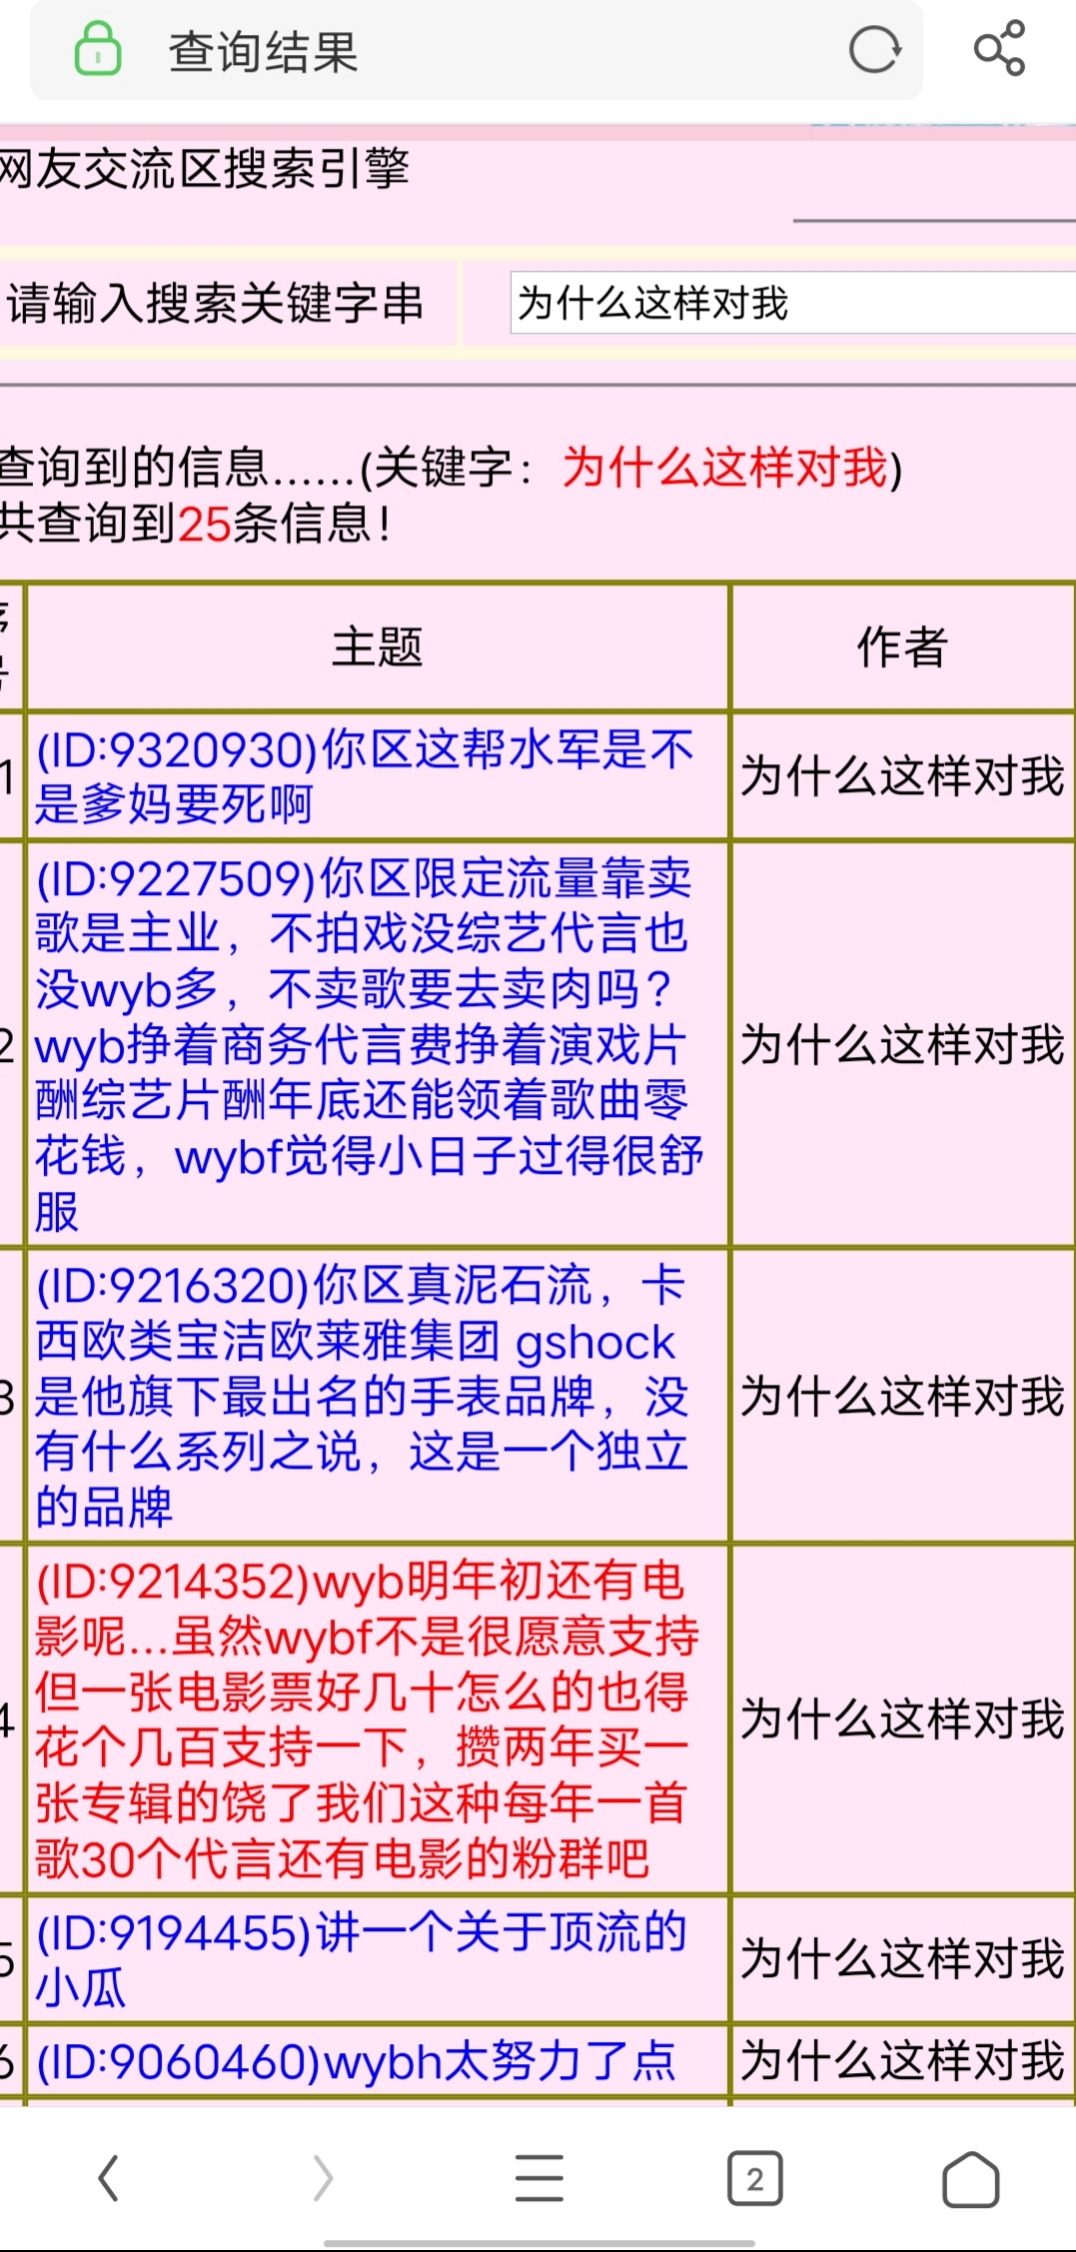 查询结果
网友交流区搜索引擎
请输入搜索关键字串
为什么这样对我
查询到的信息......(关键字：为什么这样对我)
共查询到25条信息！
序号
主题
作者
1
(ID:9320930)你区这帮水军是不
是爹妈要死啊
为什么这样对我
2
(ID:9227509)你区限定流量靠卖
歌是主业，不拍戏没综艺代言也
没wyb多，不卖歌要去卖肉吗？
wyb挣着商务代言费挣着演戏片
酬综艺片酬年底还能领着歌曲零
花钱，wybf觉得小日子过得很舒
服
为什么这样对我
3
(ID:9216320)你区真泥石流，卡
西欧类宝洁欧莱雅集团 gshock
是他旗下最出名的手表品牌，没
有什么系列之说，这是一个独立
的品牌
为什么这样对我
4
(ID:9214352)wyb明年初还有电
影呢...虽然wybf不是很愿意支持
但一张电影票好几十怎么的也得
花个几百支持一下，攒两年买一
张专辑的饶了我们这种每年一首
歌30个代言还有电影的粉群吧
为什么这样对我
5
(ID:9194455)讲一个关于顶流的
小瓜
为什么这样对我
6
(ID:9060460)wybh太努力了点
为什么这样对我
2